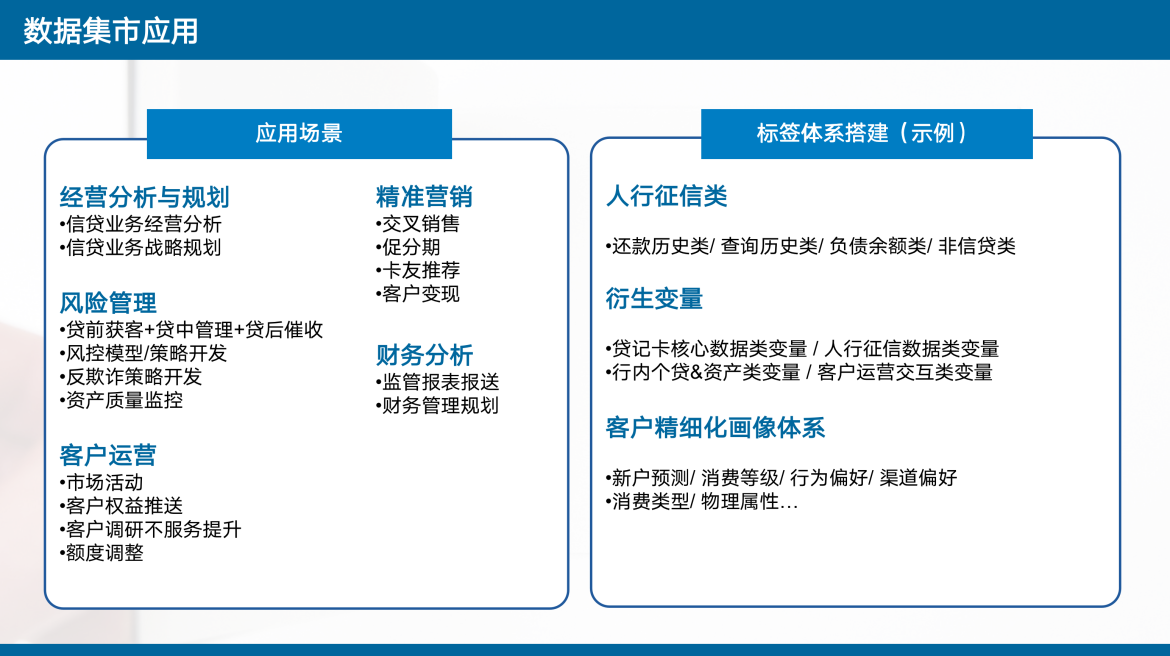 数据集市应用
应用场景
经营分析与规划
•信贷业务经营分析
•信贷业务战略规划
风险管理
•贷前获客+贷中管理+贷后催收
•风控模型/策略开发
•反欺诈策略开发
•资产质量监控
客户运营
•市场活动
•客户权益推送
•客户调研不服务提升
•额度调整
精准营销
•交叉销售
•促分期
•卡友推荐
•客户变现
财务分析
•监管报表报送
•财务管理规划
标签体系搭建（示例）
人行征信类
•还款历史类/ 查询历史类/ 负债余额类/ 非信贷类
衍生变量
•贷记卡核心数据类变量 / 人行征信数据类变量
•行内个贷&资产类变量 / 客户运营交互类变量
客户精细化画像体系
•新户预测/ 消费等级/ 行为偏好/ 渠道偏好
•消费类型/ 物理属性…